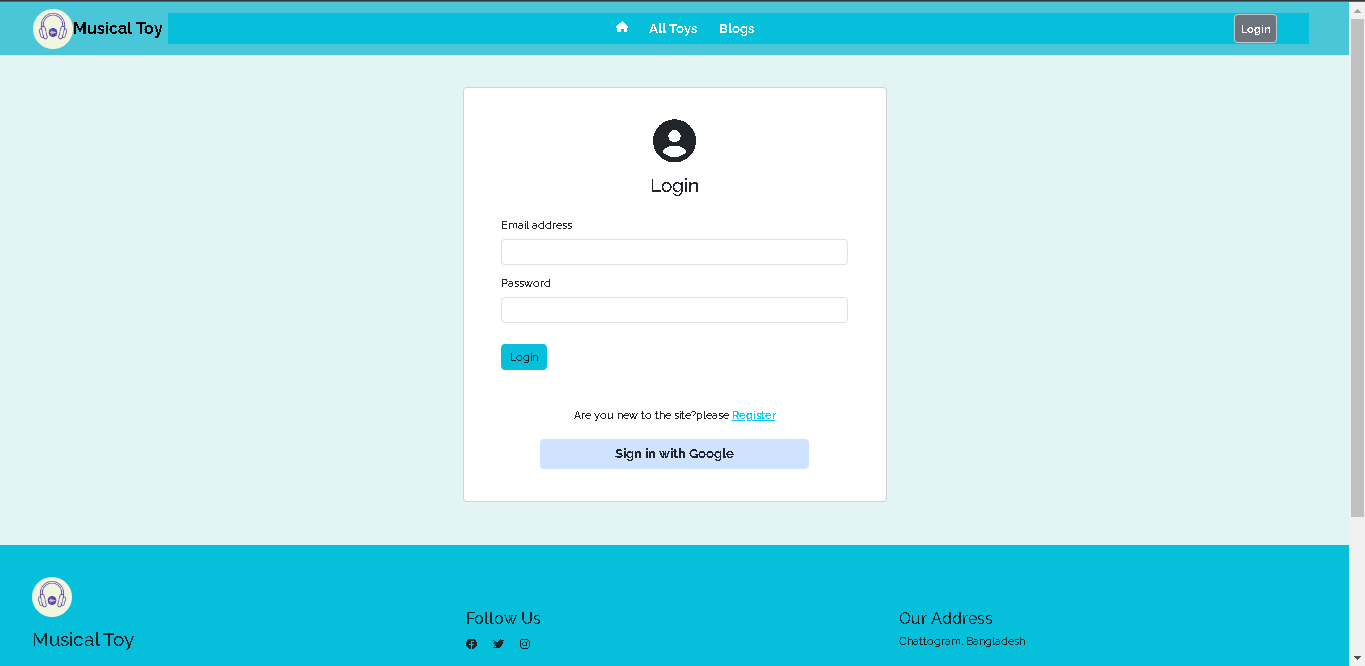 Musical Toy
All Toys Blogs
Login
Login
Email address
Password
Login
Are you new to the site?please Register
Sign in with Google
Musical Toy
Follow Us
Our Address
Chattogram, Bangladesh